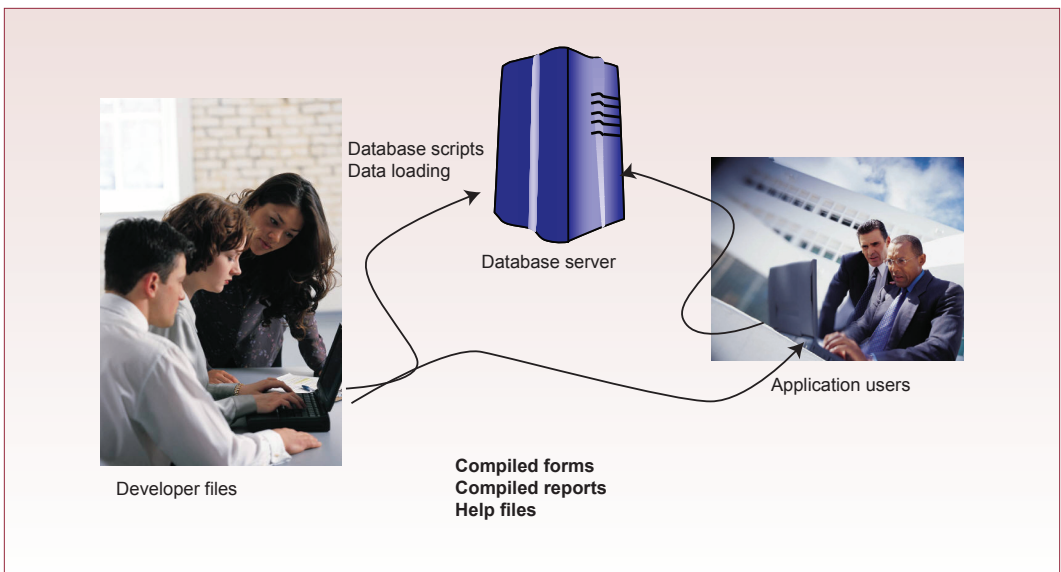 Database scripts
Data loading
Database server
Application users
Developer files
Compiled forms
Compiled reports
Help files